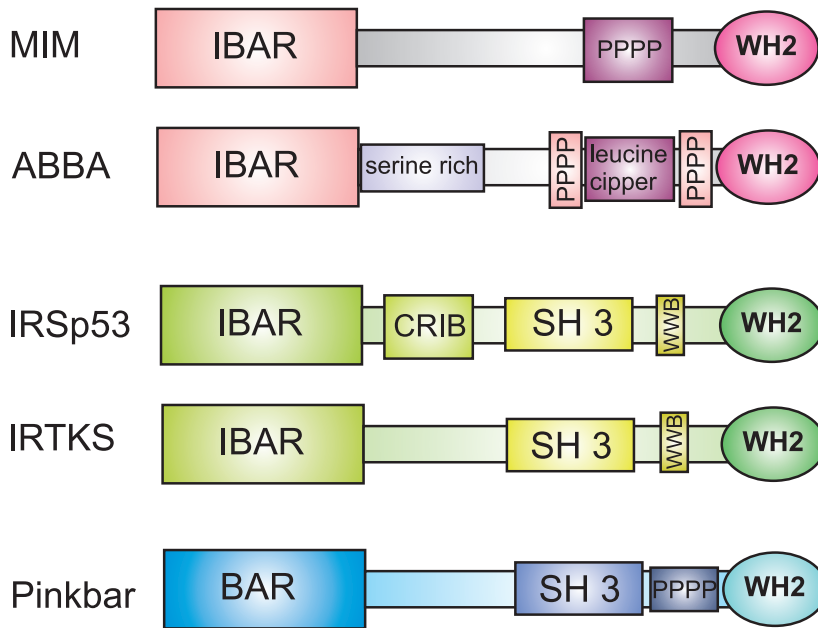 MIM IBAR PPPP WH2
ABBA IBAR serine rich PPPP leucine PPPP WH2
cipper
IRSp53 IBAR CRIB SH 3 WWB WH2
IRTKS IBAR SH 3 WWB WH2
Pinkbar BAR SH 3 PPPP WH2